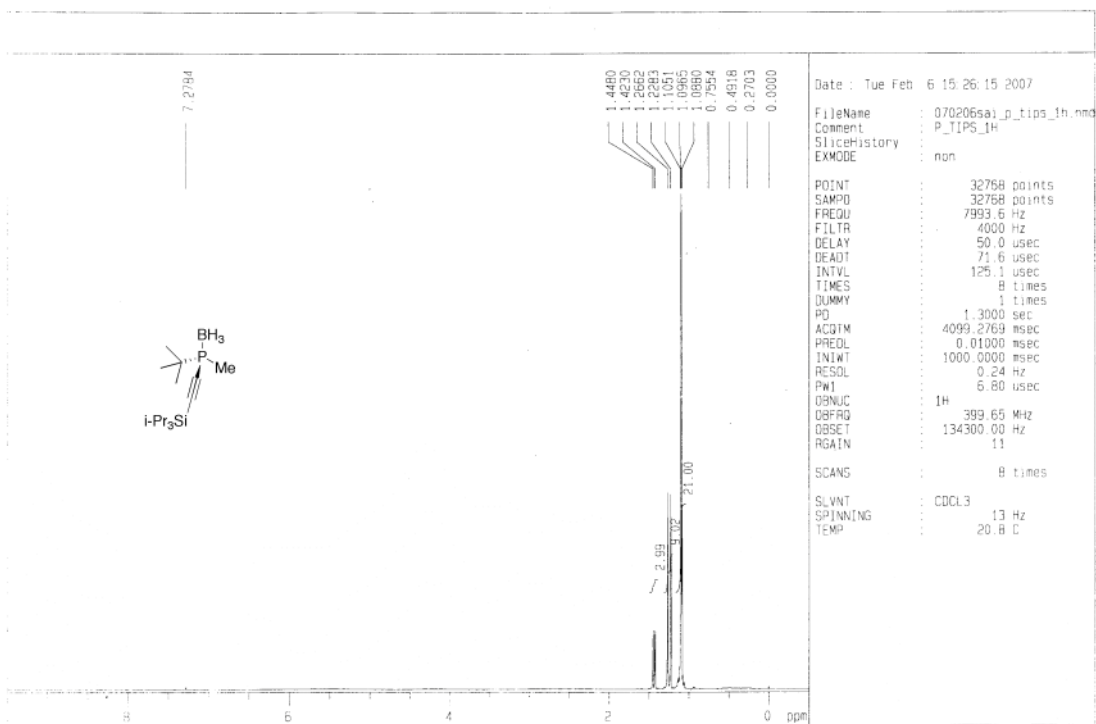 7.2784
1.4480
1.4230
1.2662
1.2283
1.1051
1.0965
1.0880
0.7554
0.4918
0.2703
0.0000
Date : Tue Feb 6 15:26:15 2007
FileName : 070206sai_p_tips_1h.nmd
Comment : P_TIPS_1H
SliceHistory :
EXMODE : non
POINT : 32768 points
SAMPO : 32768 points
FREQU : 7993.6 Hz
FILTR : 4000 Hz
DELAY : 50.0 usec
DEADT : 71.6 usec
INTVL : 125.1 usec
TIMES : 8 times
DUMMY : 1 times
PD : 1.3000 sec
ACQTM : 4099.2769 msec
PREDL : 0.01000 msec
INIWT : 1000.0000 msec
RESOL : 0.24 Hz
PW1 : 6.80 usec
OBNUC : 1H
OBFRQ : 399.65 MHz
OBSET : 134300.00 Hz
RGAIN : 11
SCANS : 8 times
SLVNT : CDCL3
SPINNING : 13 Hz
TEMP : 20.8 C
BH3
P
Me
i-Pr3Si
2.99
9.02
21.00
8 6 4 2 0 ppm